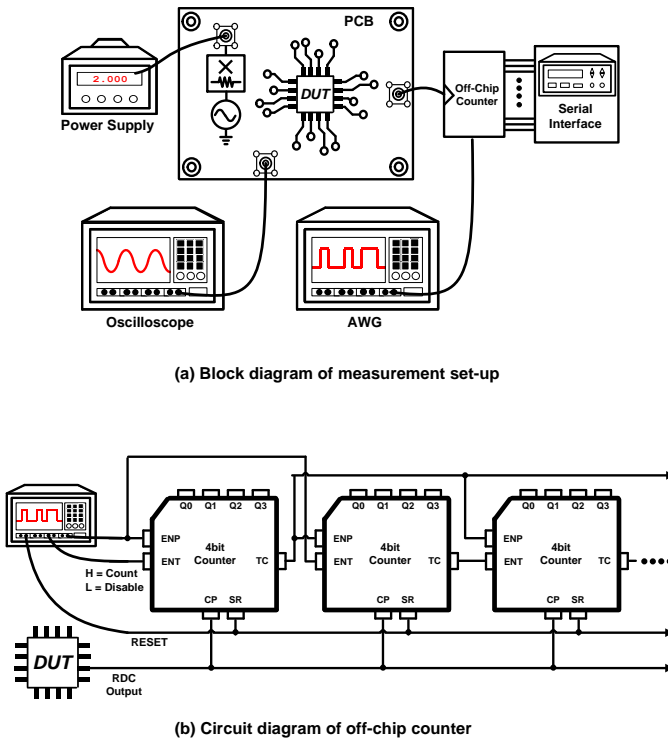 PCB
2.000
DUT
Off-Chip
Counter
Power Supply
Serial
Interface
Oscilloscope
AWG
(a) Block diagram of measurement set-up
Q0 Q1 Q2 Q3
Q0 Q1 Q2 Q3
Q0 Q1 Q2 Q3
ENP
4bit
Counter
ENT
TC
CP SR
ENP
4bit
Counter
ENT
TC
CP SR
ENP
4bit
Counter
ENT
TC
CP SR
H = Count
L = Disable
RESET
DUT
RDC
Output
(b) Circuit diagram of off-chip counter